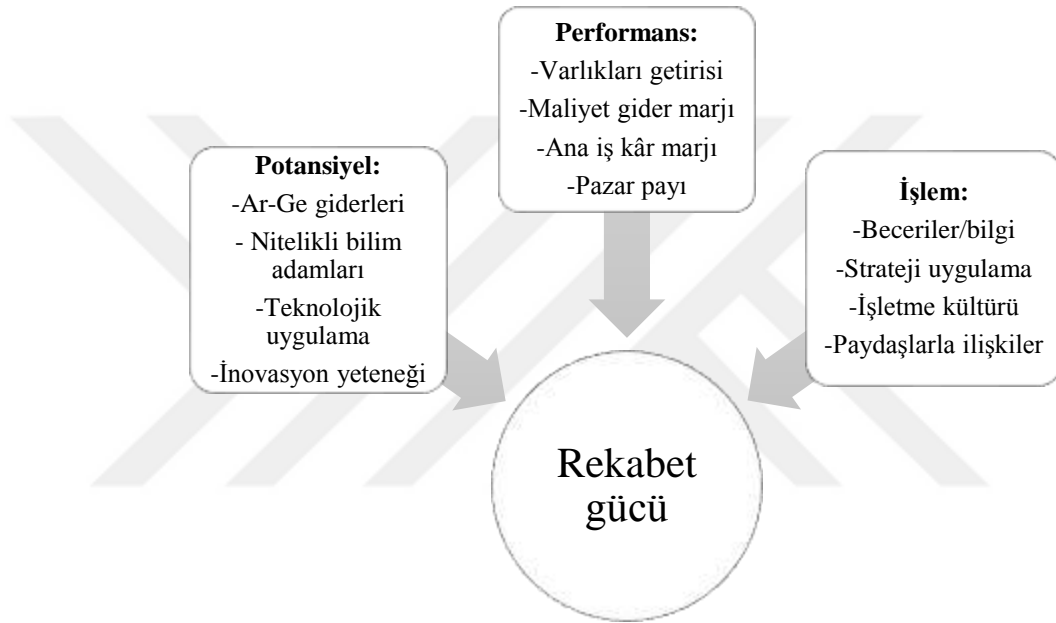 Performans:
-Varlıkları getirisi
-Maliyet gider marjı
-Ana iş kâr marjı
-Pazar payı
Potansiyel:
-Ar-Ge giderleri
- Nitelikli bilim
adamları
-Teknolojik
uygulama
-İnovasyon yeteneği
İşlem:
-Beceriler/bilgi
-Strateji uygulama
-İşletme kültürü
-Paydaşlarla ilişkiler
Rekabet
gücü